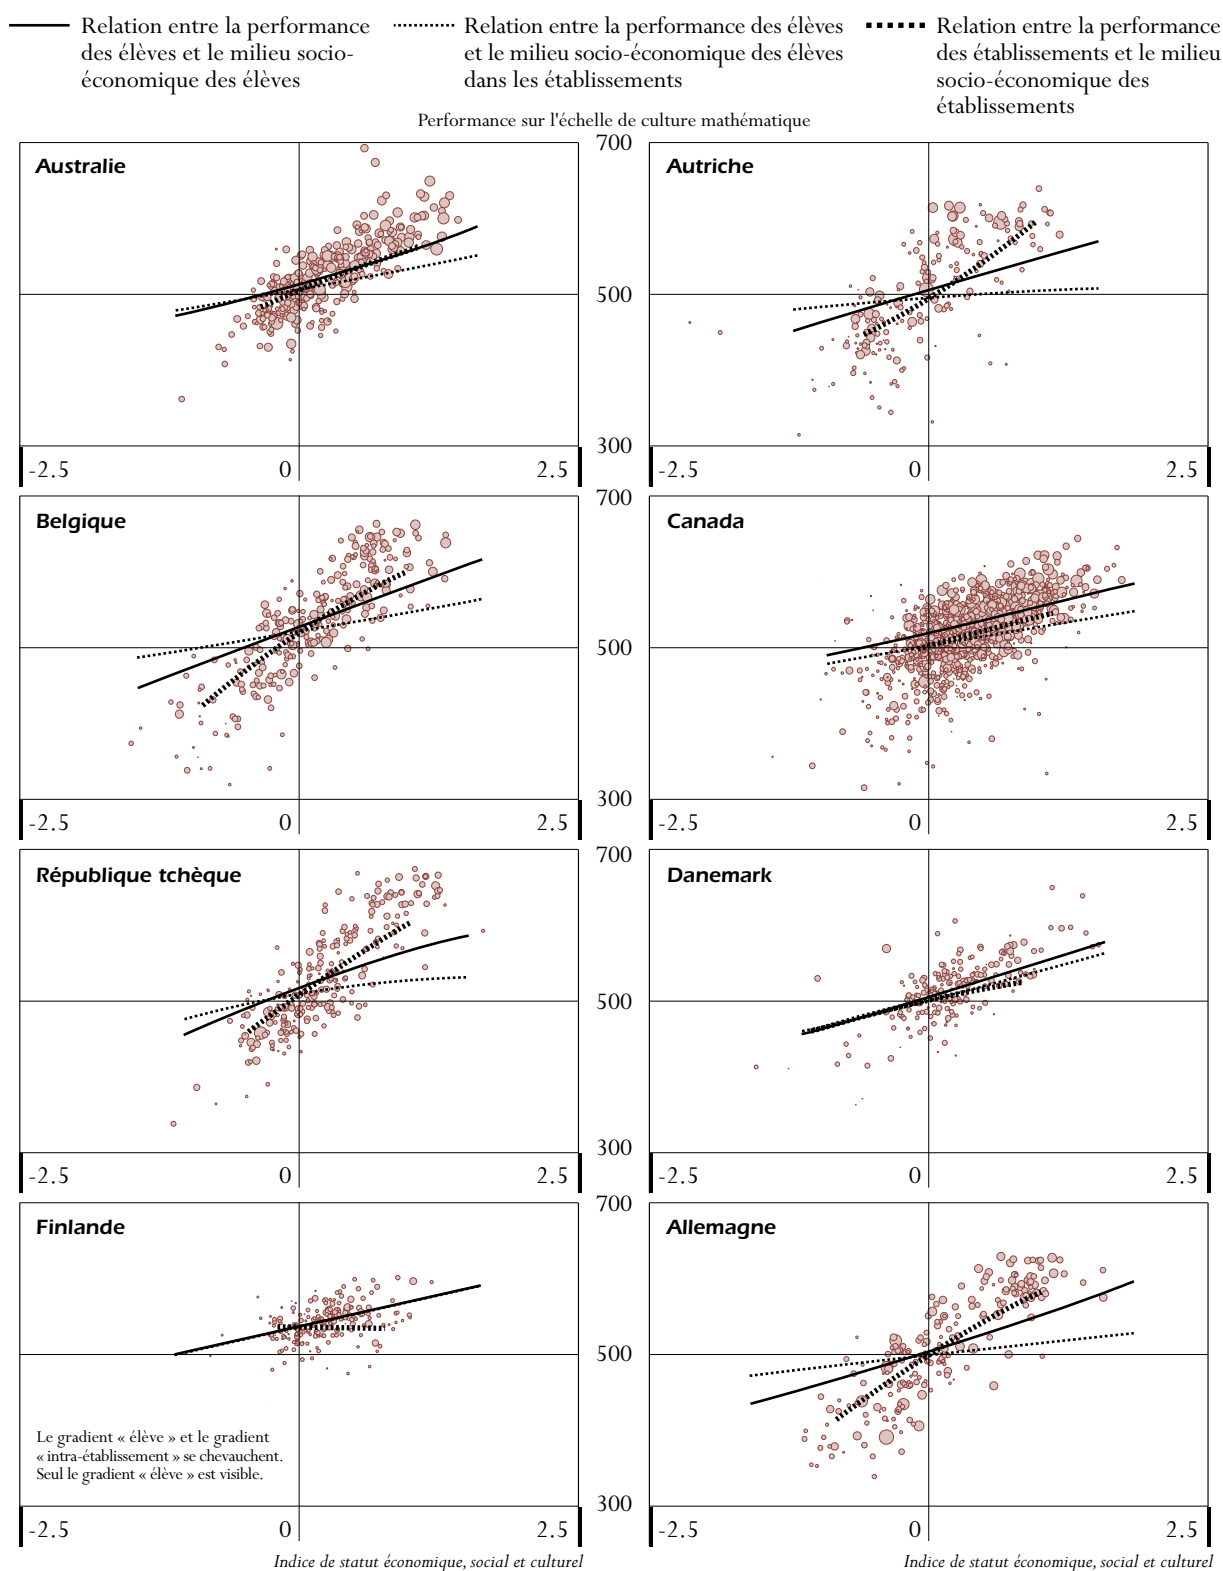 Relation entre la performance
des élèves et le milieu socio-
économique des élèves
Relation entre la performance des élèves
et le milieu socio-économique des élèves
dans les établissements
Relation entre la performance
des établissements et le milieu
socio-économique des
établissements
Performance sur l'échelle de culture mathématique
700
Australie
Autriche
500
300
-2.5 0 2.5
-2.5 0 2.5
700
Belgique
Canada
500
300
-2.5 0 2.5
-2.5 0 2.5
700
République tchèque
Danemark
500
300
-2.5 0 2.5
-2.5 0 2.5
700
Finlande
Allemagne
500
Le gradient « élève » et le gradient
« intra-établissement » se chevauchent.
Seul le gradient « élève » est visible.
300
-2.5 0 2.5
-2.5 0 2.5
Indice de statut économique, social et culturel
Indice de statut économique, social et culturel